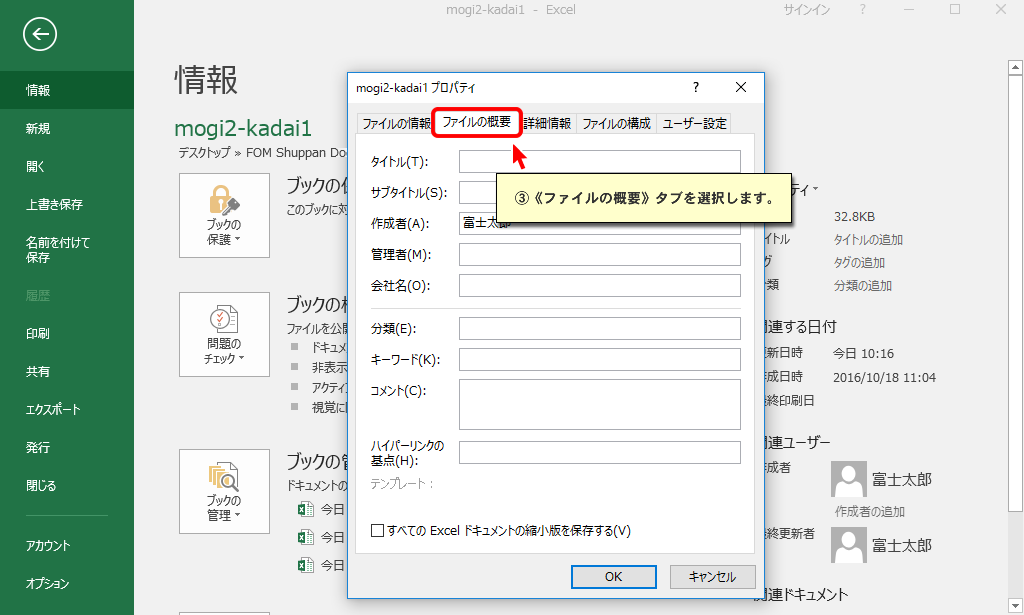 mogi2-kadai1 - Excel
サインイン ?
情報
新規
開く
上書き保存
名前を付けて
保存
履歴
印刷
共有
エクスポート
発行
閉じる
アカウント
オプション
情報
mogi2-kadai1
デスクトップ » FOM Shuppan Do
ブックの
保護
このブックに対
問題の
チェック
ファイルを公開
ドキュメ
非表示
アクティ
視覚に
ブックの
管理
ブックの管
ドキュメントの
今日
今日
今日
mogi2-kadai1 プロパティ
?
ファイルの情報 ファイルの概要 詳細情報 ファイルの構成 ユーザー設定
タイトル(T):
サブタイトル(S):
作成者(A): 富士太郎
管理者(M):
会社名(O):
分類(E):
キーワード(K):
コメント(C):
ハイパーリンクの
基点(H):
テンプレート :
すべての Excel ドキュメントの縮小版を保存する(V)
OK キャンセル
③《ファイルの概要》タブを選択します。
ティ
32.8KB
イトル タイトルの追加
グ タグの追加
類 分類の追加
関連する日付
更新日時 今日 10:16
作成日時 2016/10/18 11:04
最終印刷日
関連ユーザー
作成者 富士太郎
作成者の追加
最終更新者 富士太郎
関連ドキュメント